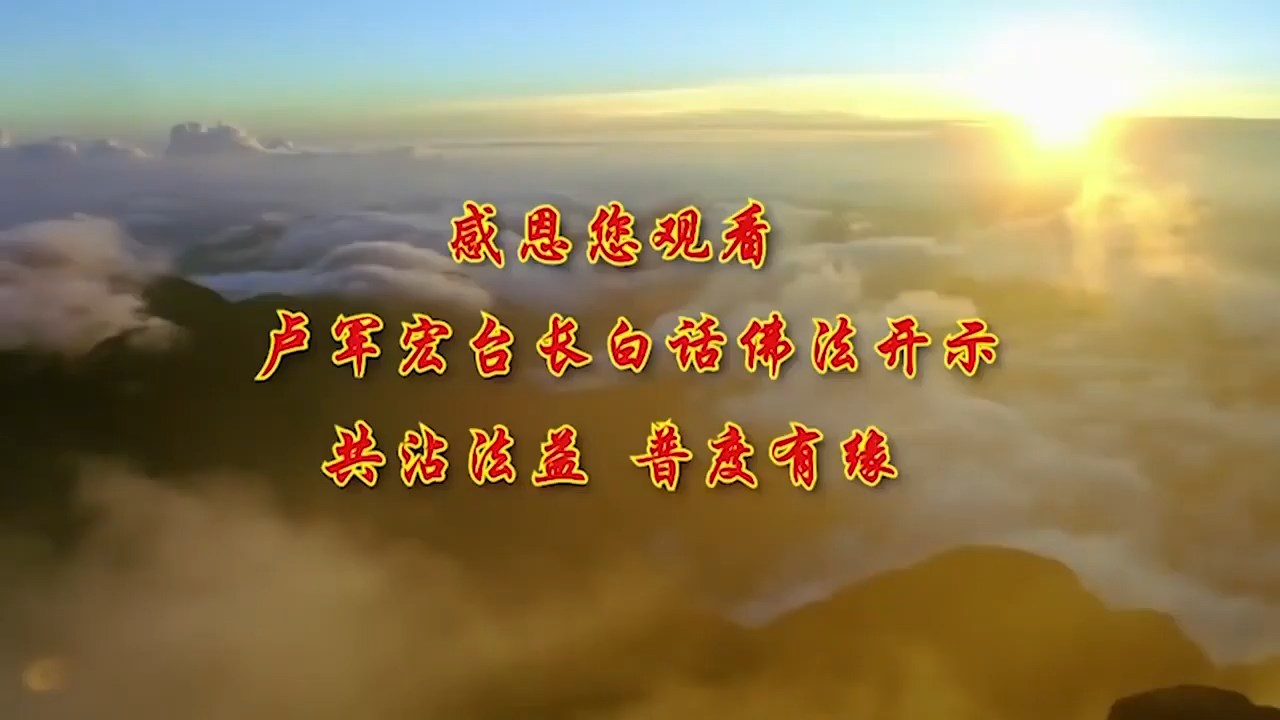 感恩您观看
卢军宏台长白话佛法开示
共沾法益 普度有缘